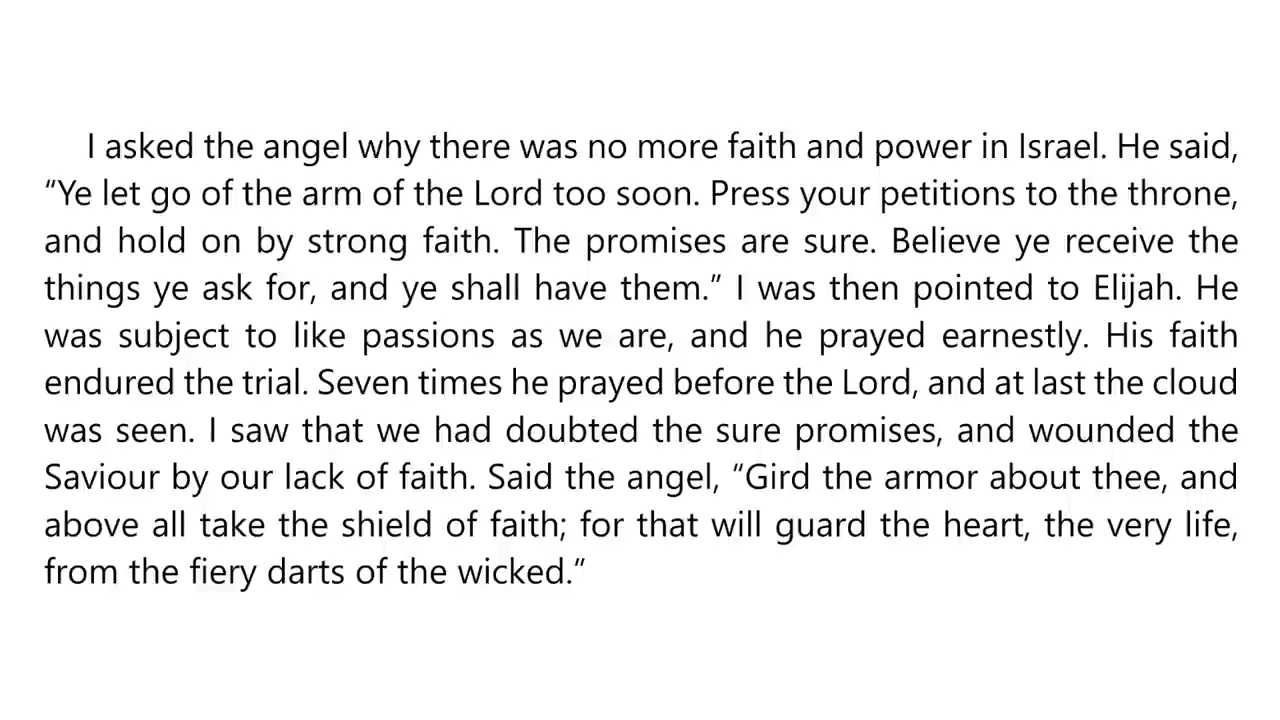 I asked the angel why there was no more faith and power in Israel. He said,
“Ye let go of the arm of the Lord too soon. Press your petitions to the throne,
and hold on by strong faith. The promises are sure. Believe ye receive the
things ye ask for, and ye shall have them.” I was then pointed to Elijah. He
was subject to like passions as we are, and he prayed earnestly. His faith
endured the trial. Seven times he prayed before the Lord, and at last the cloud
was seen. I saw that we had doubted the sure promises, and wounded the
Saviour by our lack of faith. Said the angel, “Gird the armor about thee, and
above all take the shield of faith; for that will guard the heart, the very life,
from the fiery darts of the wicked.”